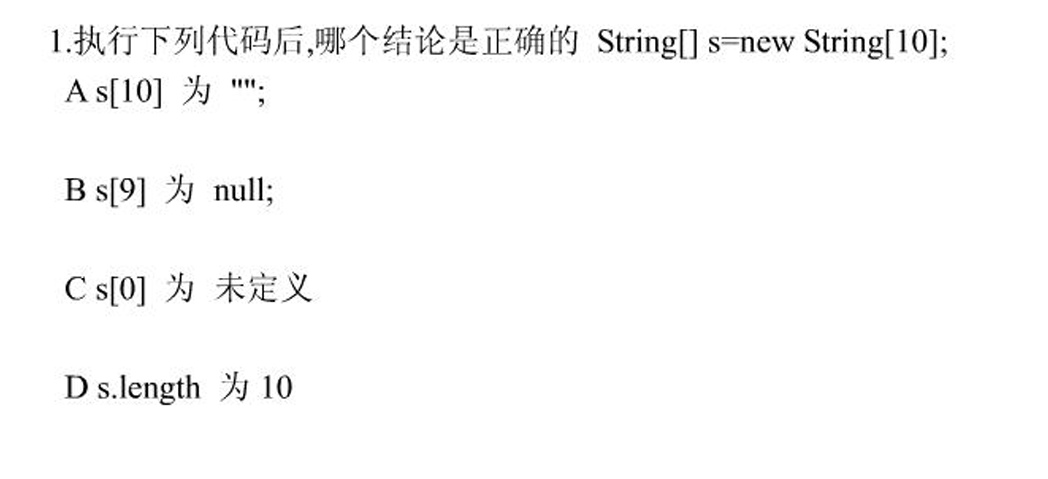 1.执行下列代码后,哪个结论是正确的 String[] s=new String[10];
A s[10] 为 "";
B s[9] 为 null;
C s[0] 为 未定义
D s.length 为 10